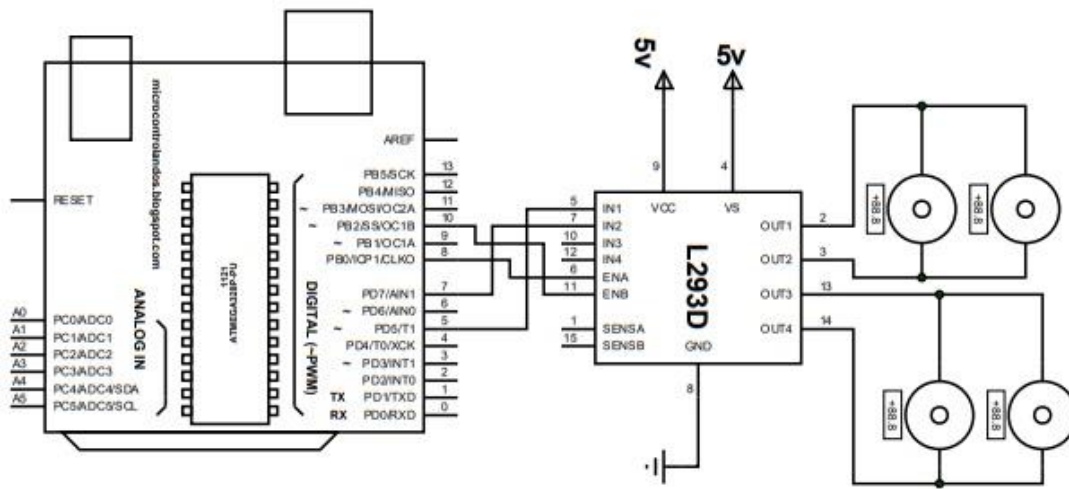 5v
5v
microcontrolandos.blogspot.com
RESET
AREF
PB5/SCK 13
PB4/MISO 12
~ PB3/MOSI/OC2A 11
~ PB2/SS/OC1B 10
~ PB1/OC1A 9
PB0/ICP1/CLKO 8
PD7/AIN1 7
~ PD6/AIN0 6
~ PD5/T1 5
PD4/T0/XCK 4
~ PD3/INT1 3
PD2/INT0 2
TX PD1/TXD 1
RX PD0/RXD 0
DIGITAL (~PWM)
ANALOG IN
ATMEGA328P-PU
1121
A0 PC0/ADC0
A1 PC1/ADC1
A2 PC2/ADC2
A3 PC3/ADC3
A4 PC4/ADC4/SDA
A5 PC5/ADC5/SCL
9 VCC
4 VS
5 IN1
7 IN2
10 IN3
12 IN4
6 ENA
11 ENB
1 SENSA
15 SENSB
GND
8
L293D
OUT1 2
OUT2 3
OUT3 13
OUT4 14
+88.8
+88.8
+88.8
+88.8